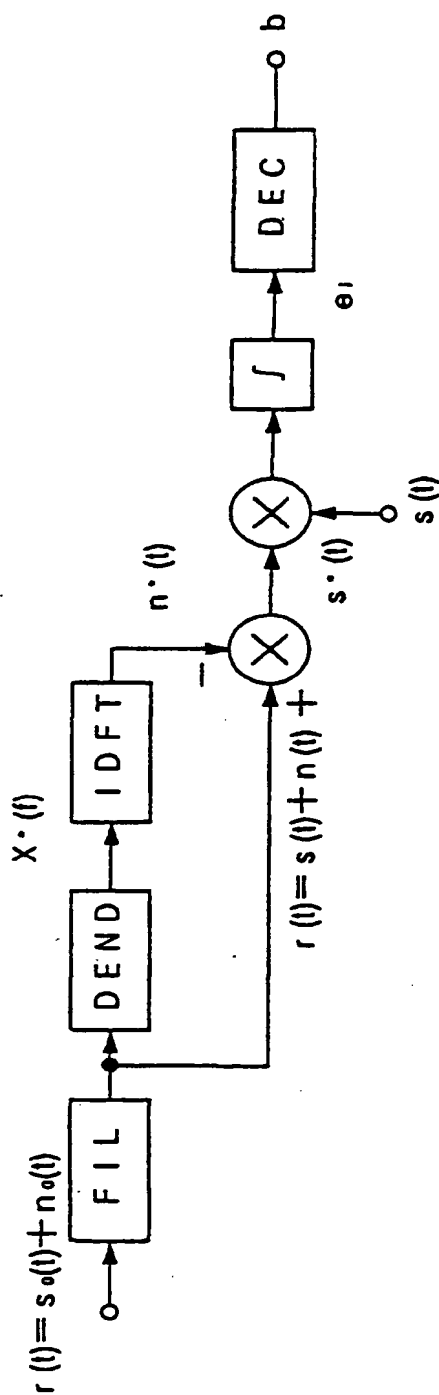 r (t) = s₀(t) + n₀(t)
FIL
DEND
X*(f)
IDFT
n*(t)
−
r (t) = s (t) + n (t) +
X
s*(t)
X
s (t)
∫
e₁
DEC
b